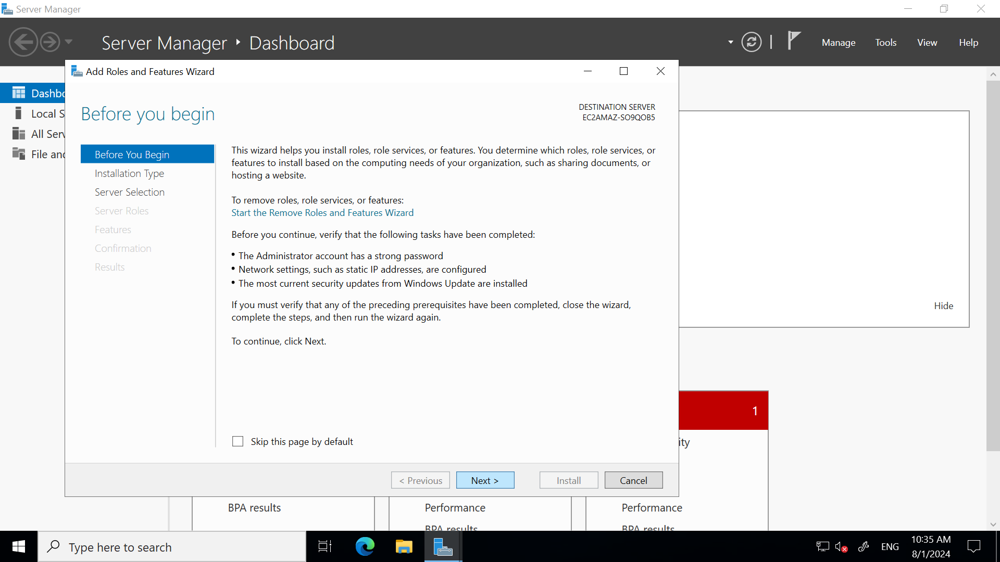 Server Manager
Server Manager
Dashboard
Manage
Tools
View
Help
Add Roles and Features Wizard
Dashbo
Local S
All Serv
File and
Before you begin
DESTINATION SERVER
EC2AMAZ-SO9QOB5
Before You Begin
Installation Type
Server Selection
Server Roles
Features
Confirmation
Results
This wizard helps you install roles, role services, or features. You determine which roles, role services, or
features to install based on the computing needs of your organization, such as sharing documents, or
hosting a website.
To remove roles, role services, or features:
Start the Remove Roles and Features Wizard
Before you continue, verify that the following tasks have been completed:
• The Administrator account has a strong password
• Network settings, such as static IP addresses, are configured
• The most current security updates from Windows Update are installed
If you must verify that any of the preceding prerequisites have been completed, close the wizard,
complete the steps, and then run the wizard again.
To continue, click Next.
Skip this page by default
< Previous
Next >
Install
Cancel
Hide
1
ity
BPA results
Performance
BPA results
Performance
BPA results
Type here to search
ENG
10:35 AM
8/1/2024